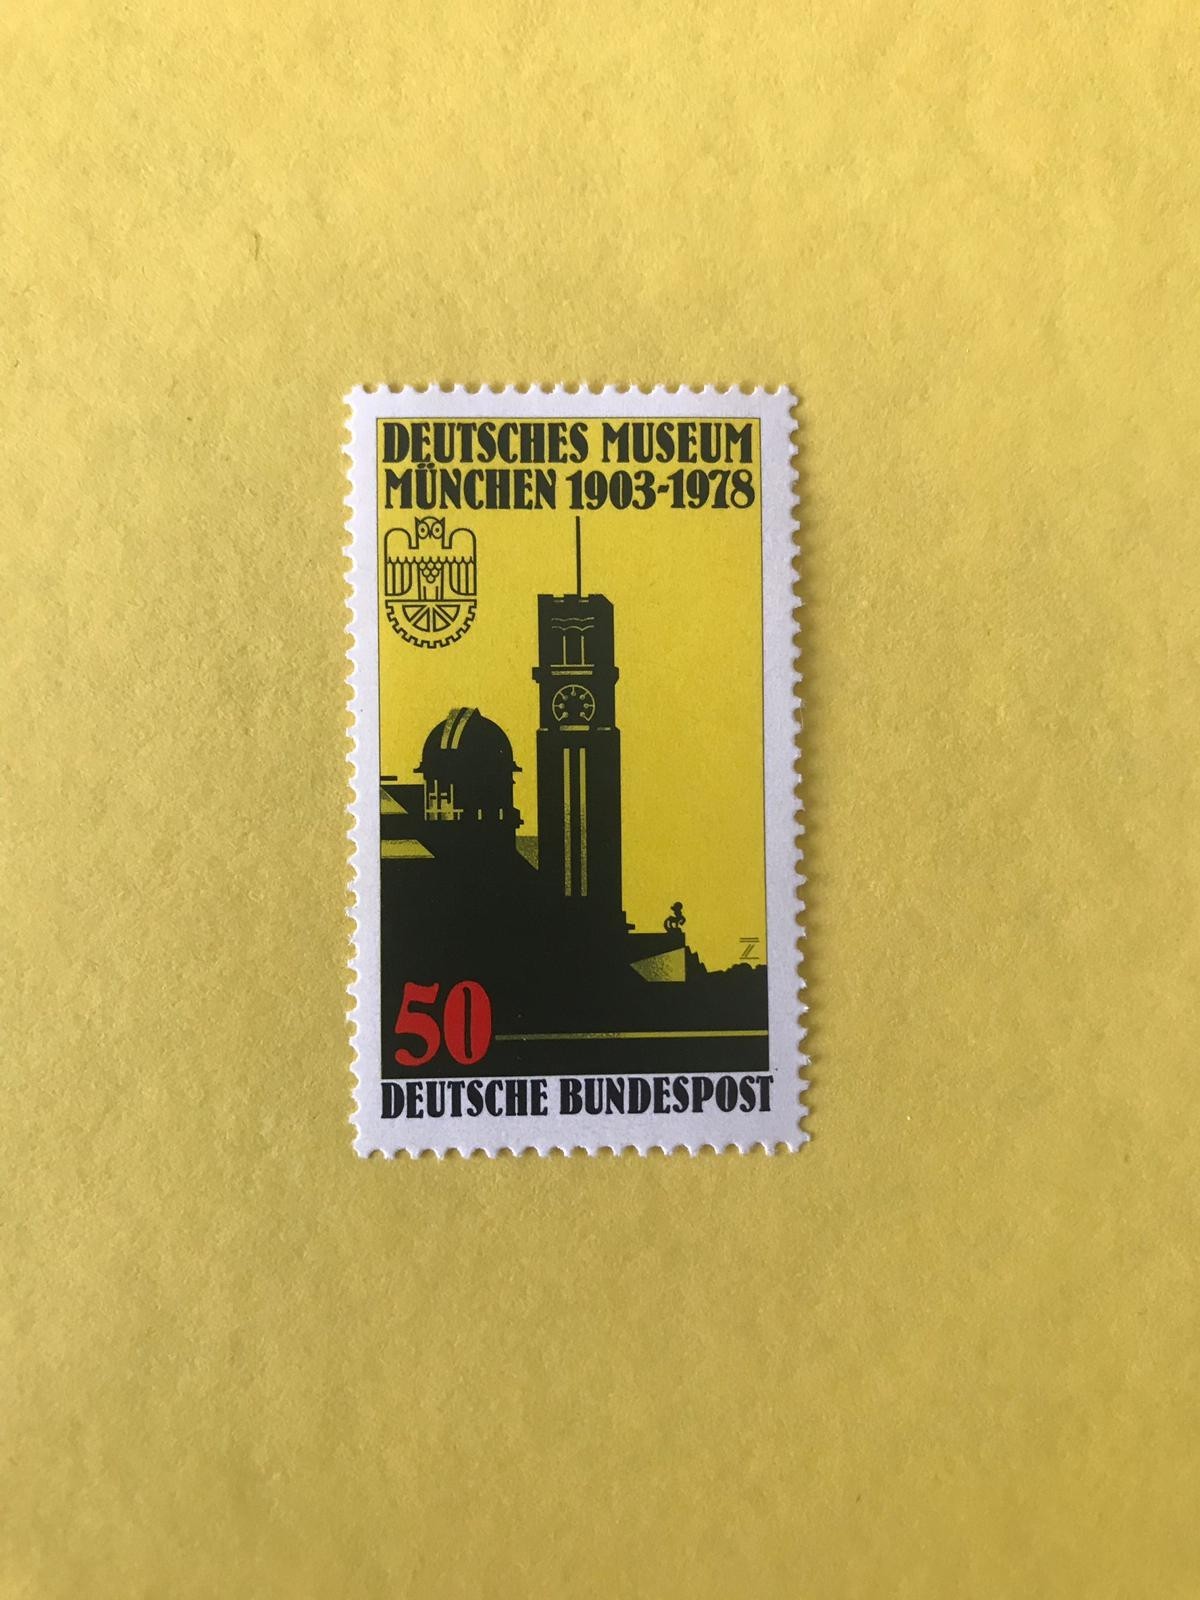 DEUTSCHES MUSEUM
MÜNCHEN 1903-1978
Z
50
DEUTSCHE BUNDESPOST